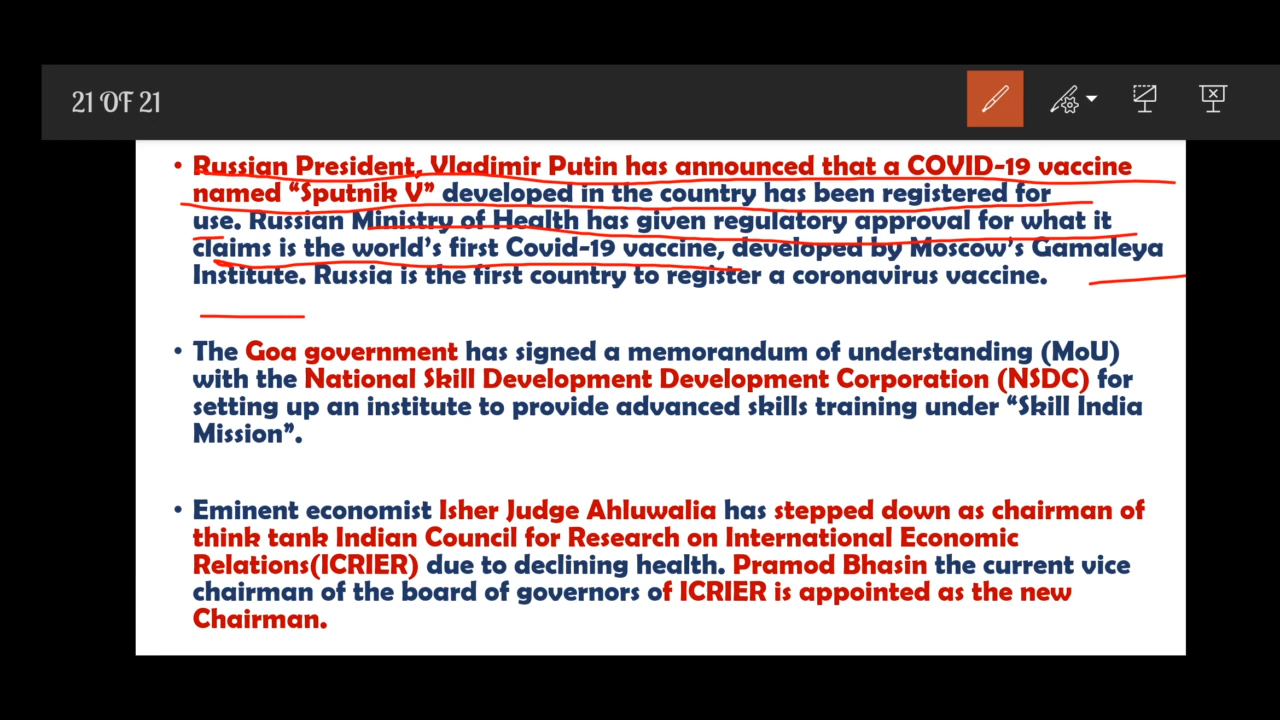 21 OF 21
• Russian President, Vladimir Putin has announced that a COVID-19 vaccine
named “Sputnik V” developed in the country has been registered for
use. Russian Ministry of Health has given regulatory approval for what it
claims is the world’s first Covid-19 vaccine, developed by Moscow’s Gamaleya
Institute. Russia is the first country to register a coronavirus vaccine.
• The Goa government has signed a memorandum of understanding (MoU)
with the National Skill Development Development Corporation (NSDC) for
setting up an institute to provide advanced skills training under “Skill India
Mission”.
• Eminent economist Isher Judge Ahluwalia has stepped down as chairman of
think tank Indian Council for Research on International Economic
Relations(ICRIER) due to declining health. Pramod Bhasin the current vice
chairman of the board of governors of ICRIER is appointed as the new
Chairman.